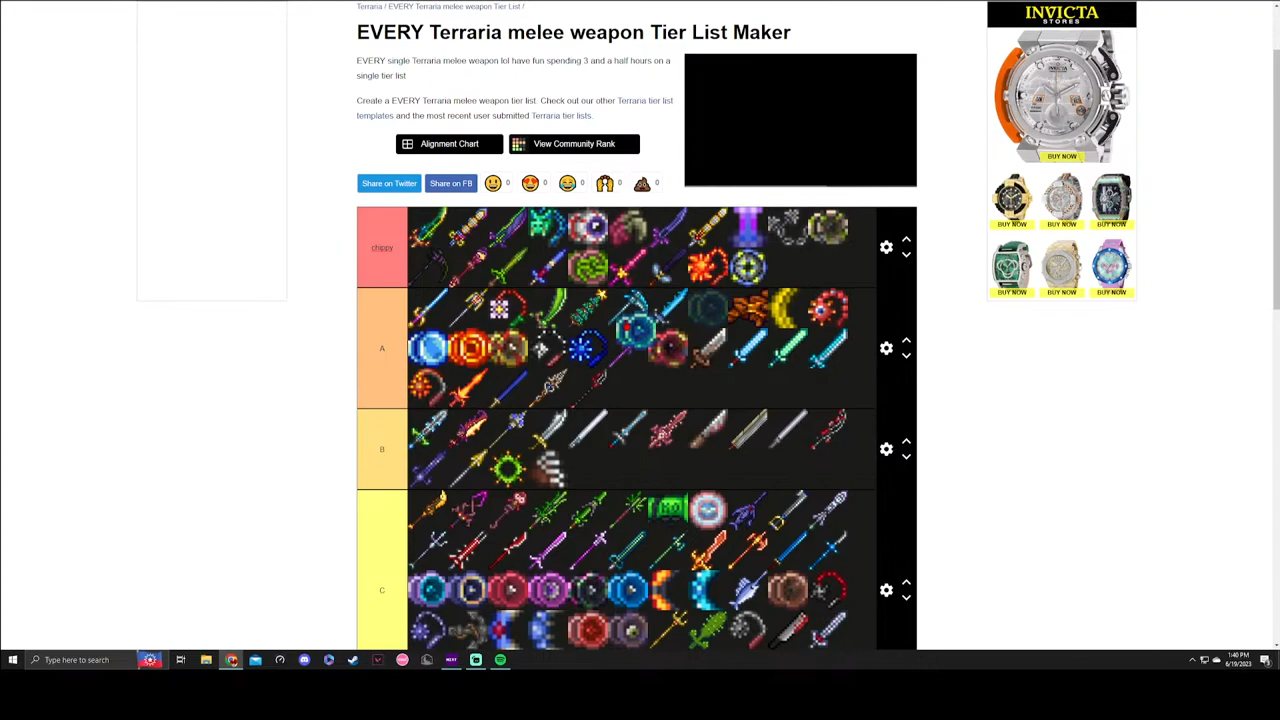 Terraria / EVERY Terraria melee weapon Tier List /
EVERY Terraria melee weapon Tier List Maker
EVERY single Terraria melee weapon lol have fun spending 3 and a half hours on a
single tier list
Create a EVERY Terraria melee weapon tier list. Check out our other Terraria tier list
templates and the most recent user submitted Terraria tier lists.
Alignment Chart
View Community Rank
Share on Twitter
Share on FB
0
0
0
0
0
INVICTA
STORES
BUY NOW
BUY NOW
BUY NOW
BUY NOW
BUY NOW
BUY NOW
BUY NOW
chippy
A
B
C
Type here to search
NEXT
1:40 PM
6/19/2023